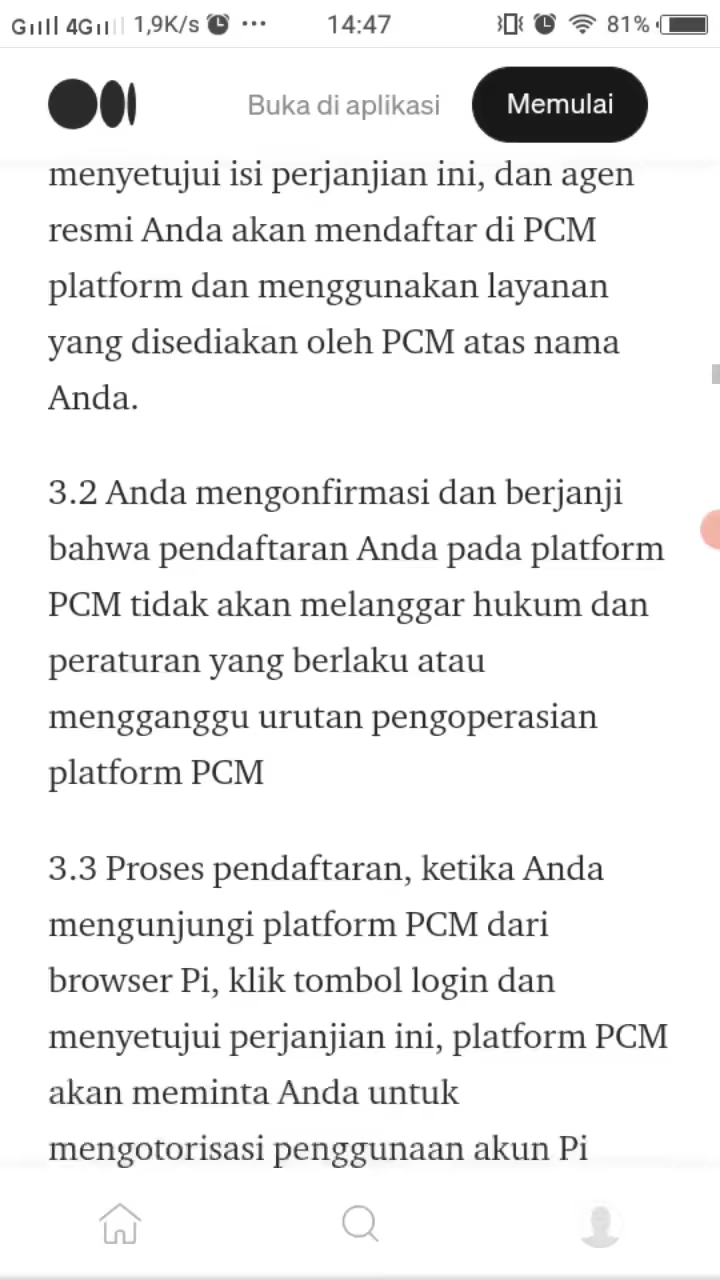 G 4G 1,9K/s ... 14:47 81%
Buka di aplikasi Memulai
menyetujui isi perjanjian ini, dan agen
resmi Anda akan mendaftar di PCM
platform dan menggunakan layanan
yang disediakan oleh PCM atas nama
Anda.
3.2 Anda mengonfirmasi dan berjanji
bahwa pendaftaran Anda pada platform
PCM tidak akan melanggar hukum dan
peraturan yang berlaku atau
mengganggu urutan pengoperasian
platform PCM
3.3 Proses pendaftaran, ketika Anda
mengunjungi platform PCM dari
browser Pi, klik tombol login dan
menyetujui perjanjian ini, platform PCM
akan meminta Anda untuk
mengotorisasi penggunaan akun Pi